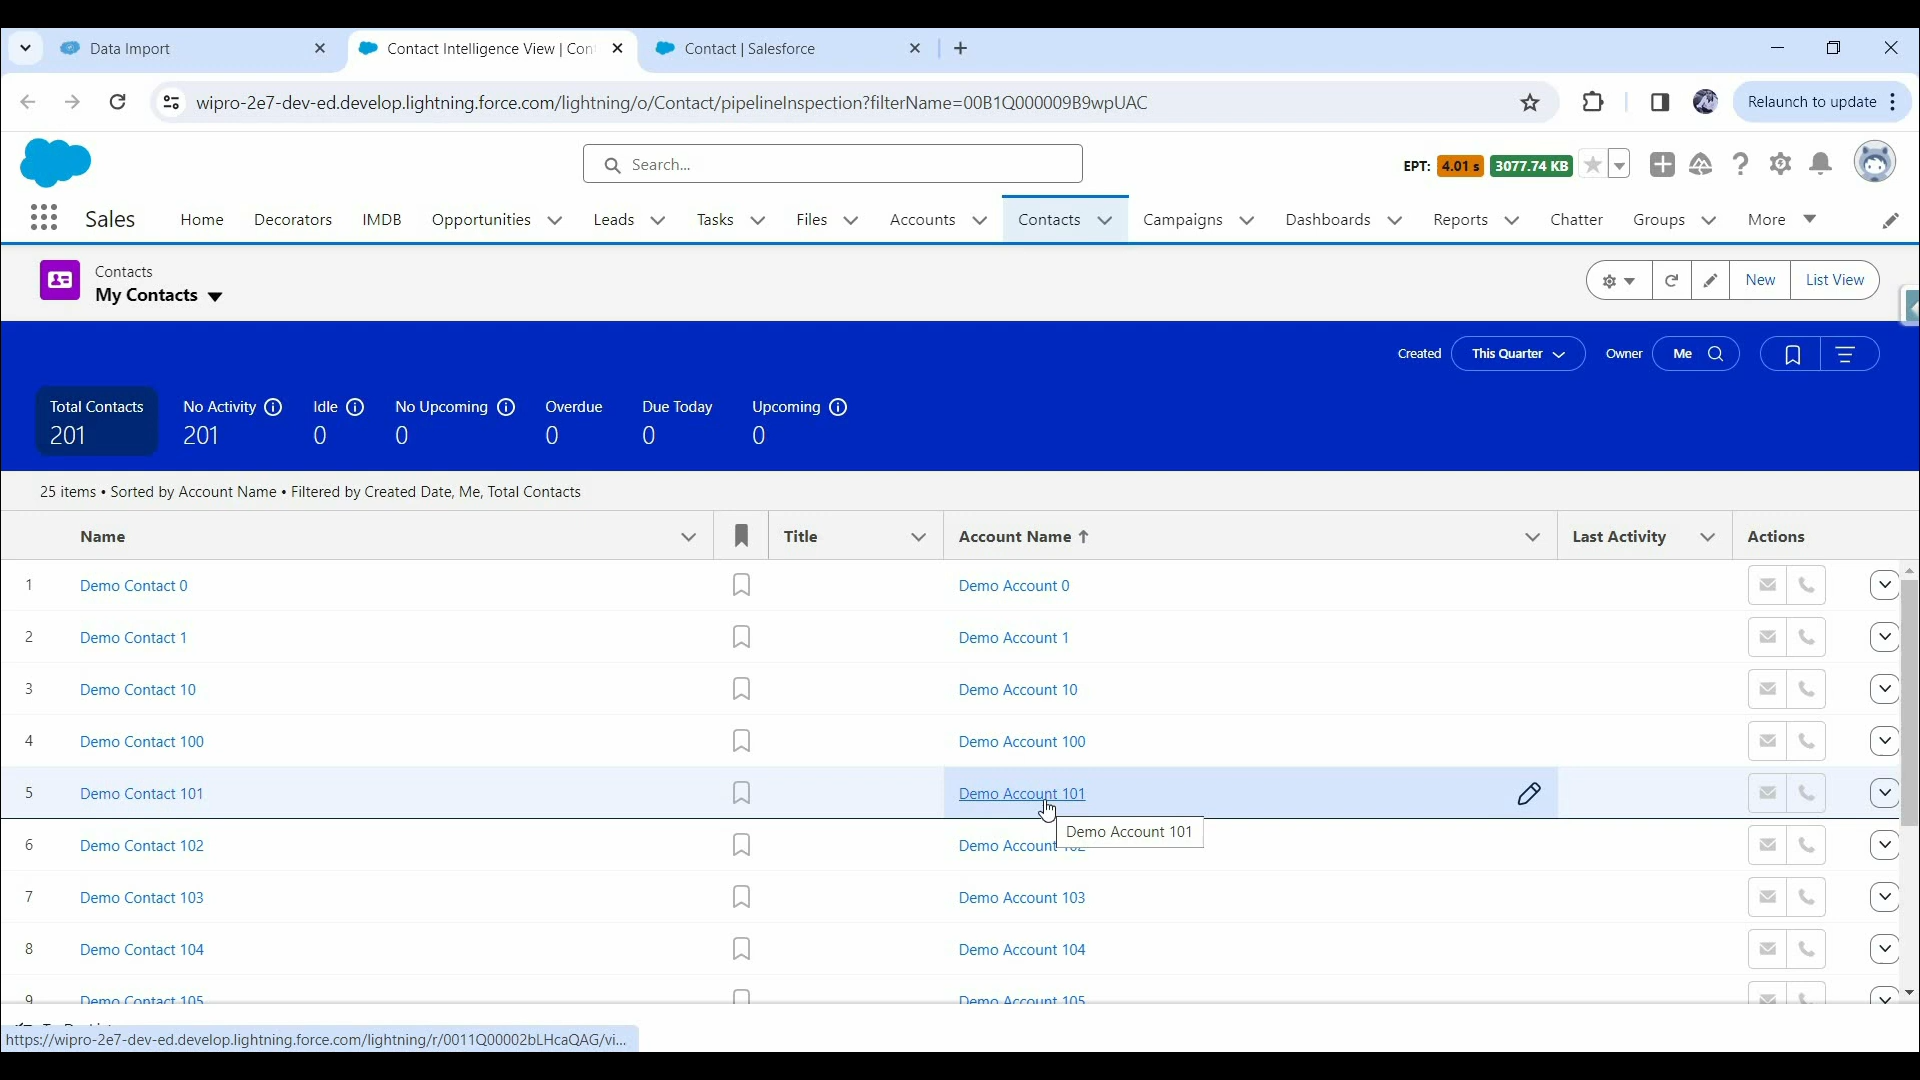 Data Import
Contact Intelligence View | Con
Contact | Salesforce
wipro-2e7-dev-ed.develop.lightning.force.com/lightning/o/Contact/pipelineInspection?filterName=00B1Q000009B9wpUAC
Relaunch to update
Search...
EPT: 4.01 s 3077.74 KB
Sales Home Decorators IMDB Opportunities Leads Tasks Files Accounts Contacts Campaigns Dashboards Reports Chatter Groups More
Contacts
My Contacts
New List View
Created This Quarter Owner Me
Total Contacts No Activity Idle No Upcoming Overdue Due Today Upcoming
201 201 0 0 0 0 0
25 items • Sorted by Account Name • Filtered by Created Date, Me, Total Contacts
Name Title Account Name Last Activity Actions
1 Demo Contact 0 Demo Account 0
2 Demo Contact 1 Demo Account 1
3 Demo Contact 10 Demo Account 10
4 Demo Contact 100 Demo Account 100
5 Demo Contact 101 Demo Account 101
Demo Account 101
6 Demo Contact 102 Demo Account 102
7 Demo Contact 103 Demo Account 103
8 Demo Contact 104 Demo Account 104
9 Demo Contact 105 Demo Account 105
https://wipro-2e7-dev-ed.develop.lightning.force.com/lightning/r/0011Q00002bLHcaQAG/vi...